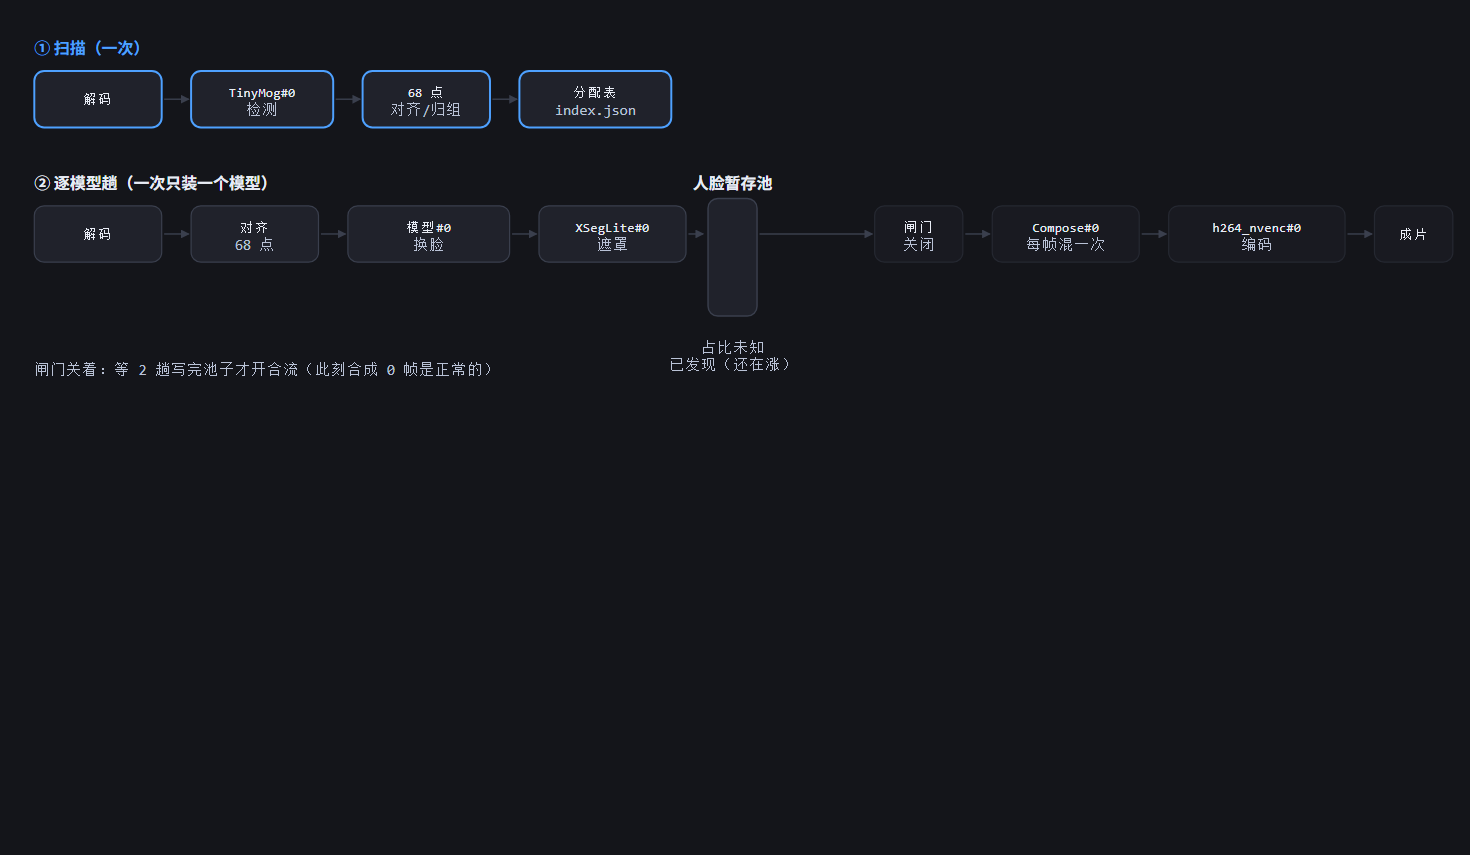 ① 扫描（一次）
解码
TinyMog#0
检测
68 点
对齐/归组
分配表
index.json
② 逐模型趟（一次只装一个模型）
人脸暂存池
解码
对齐
68 点
模型#0
换脸
XSegLite#0
遮罩
闸门
关闭
Compose#0
每帧混一次
h264_nvenc#0
编码
成片
占比未知
已发现（还在涨）
闸门关着: 等 2 趟写完池子才开合流（此刻合成 0 帧是正常的）